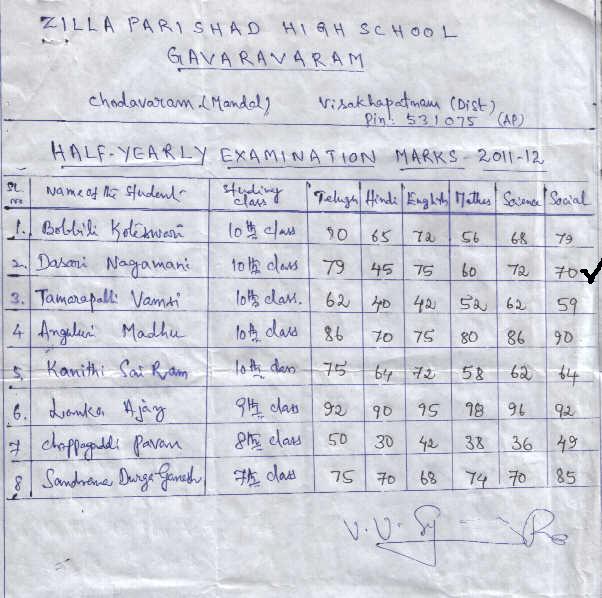 ZILLA PARISHAD HIGH SCHOOL
GAVARAVARAM
Chodavaram (Mandal) Visakhapatnam (Dist)
Pin: 531075 (AP)
HALF-YEARLY EXAMINATION MARKS - 2011-12
Sl. no Name of the Student Studying class Telugu Hindi English Maths Science Social
1. Bobbili Koteswari 10th class 90 65 72 56 68 79
2. Dasari Nagamani 10th class 79 45 75 60 72 70 ✓
3. Tamarapalli Vamsi 10th class. 62 40 42 52 62 59
4 Anguluri Madhu 10th class 86 70 75 80 86 90
5. Kanithi Sai Ram 10th class 75 64 72 58 62 64
6. Lanka Ajay 9th class 92 90 95 98 96 92
7 Chappagaddi Pavan 8th class 50 30 42 38 36 49
8 Durga Ganesh 7th class 75 70 68 74 70 85
V. V.